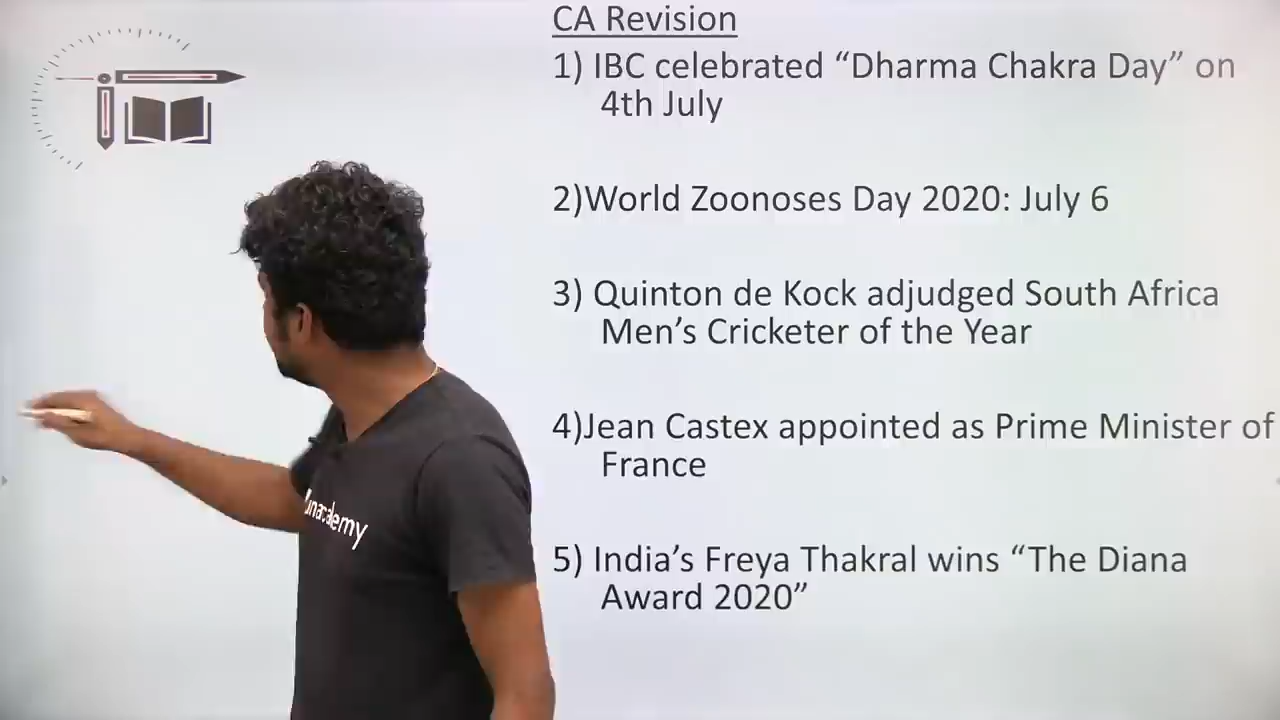 CA Revision
1) IBC celebrated “Dharma Chakra Day” on
4th July
2)World Zoonoses Day 2020: July 6
3) Quinton de Kock adjudged South Africa
Men’s Cricketer of the Year
4)Jean Castex appointed as Prime Minister of
France
5) India’s Freya Thakral wins “The Diana
Award 2020”
unacademy